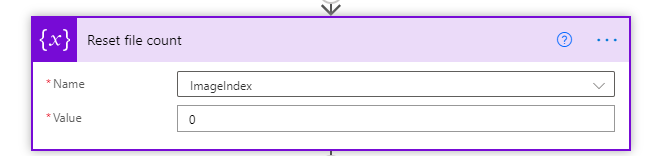 {x} Reset file count
* Name ImageIndex
* Value 0